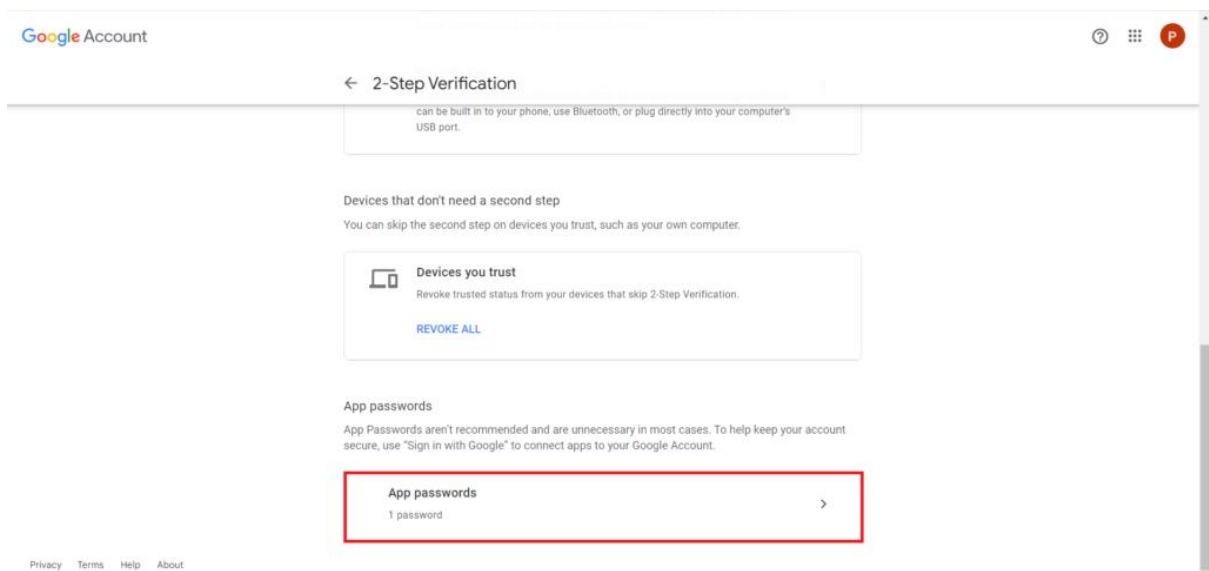 Google Account
P
2-Step Verification
can be built in to your phone, use Bluetooth, or plug directly into your computer's
USB port.
Devices that don't need a second step
You can skip the second step on devices you trust, such as your own computer.
Devices you trust
Revoke trusted status from your devices that skip 2-Step Verification.
REVOKE ALL
App passwords
App Passwords aren't recommended and are unnecessary in most cases. To help keep your account
secure, use “Sign in with Google” to connect apps to your Google Account.
App passwords
1 password
Privacy Terms Help About